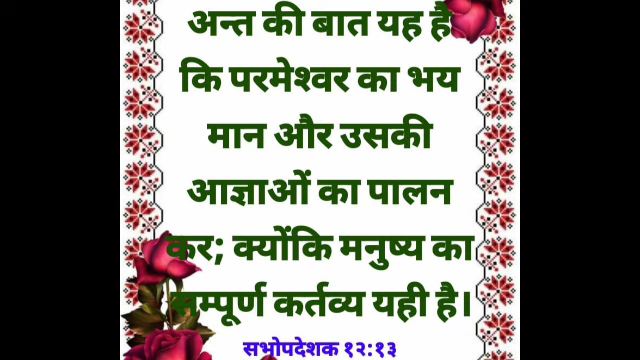 अन्त की बात यह है
कि परमेश्वर का भय
मान और उसकी
आज्ञाओं का पालन
कर; क्योंकि मनुष्य का
सम्पूर्ण कर्तव्य यही है।
सभोपदेशक १२:१३